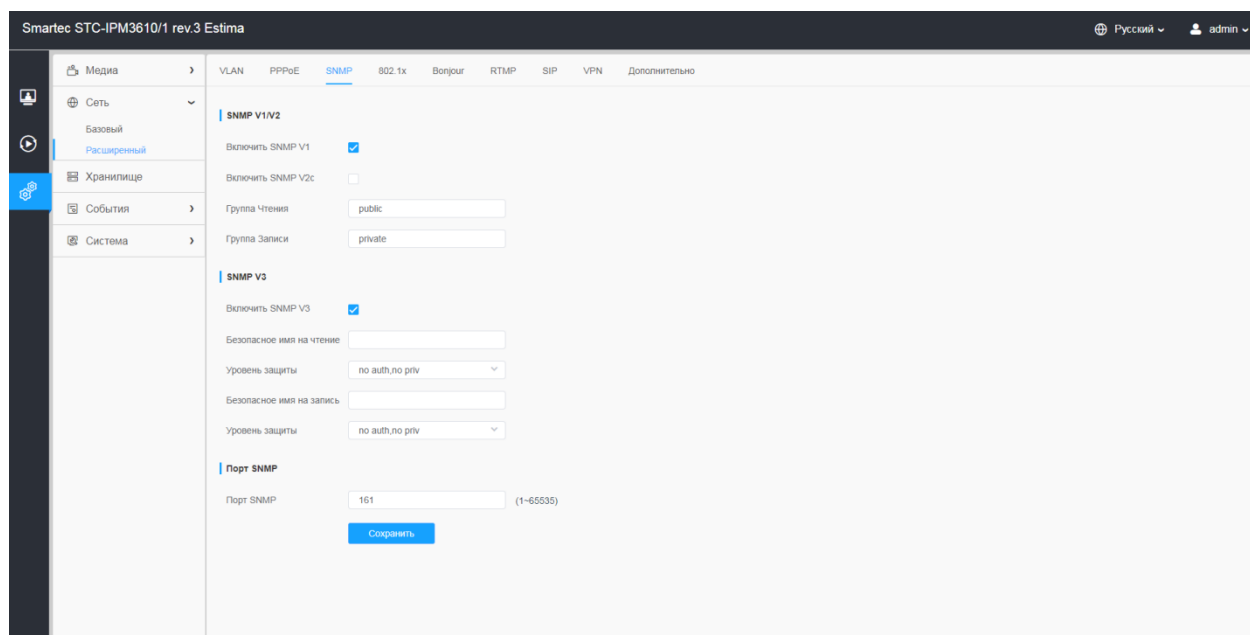 Smartec STC-IPM3610/1 rev.3 Estima
Русский
admin
Медиа
Сеть
Базовый
Расширенный
Хранилище
События
Система
VLAN PPPoE SNMP 802.1x Bonjour RTMP SIP VPN Дополнительно
SNMP V1/V2
Включить SNMP V1
Включить SNMP V2c
Группа Чтения public
Группа Записи private
SNMP V3
Включить SNMP V3
Безопасное имя на чтение
Уровень защиты no auth,no priv
Безопасное имя на запись
Уровень защиты no auth,no priv
Порт SNMP
Порт SNMP 161 (1~65535)
Сохранить